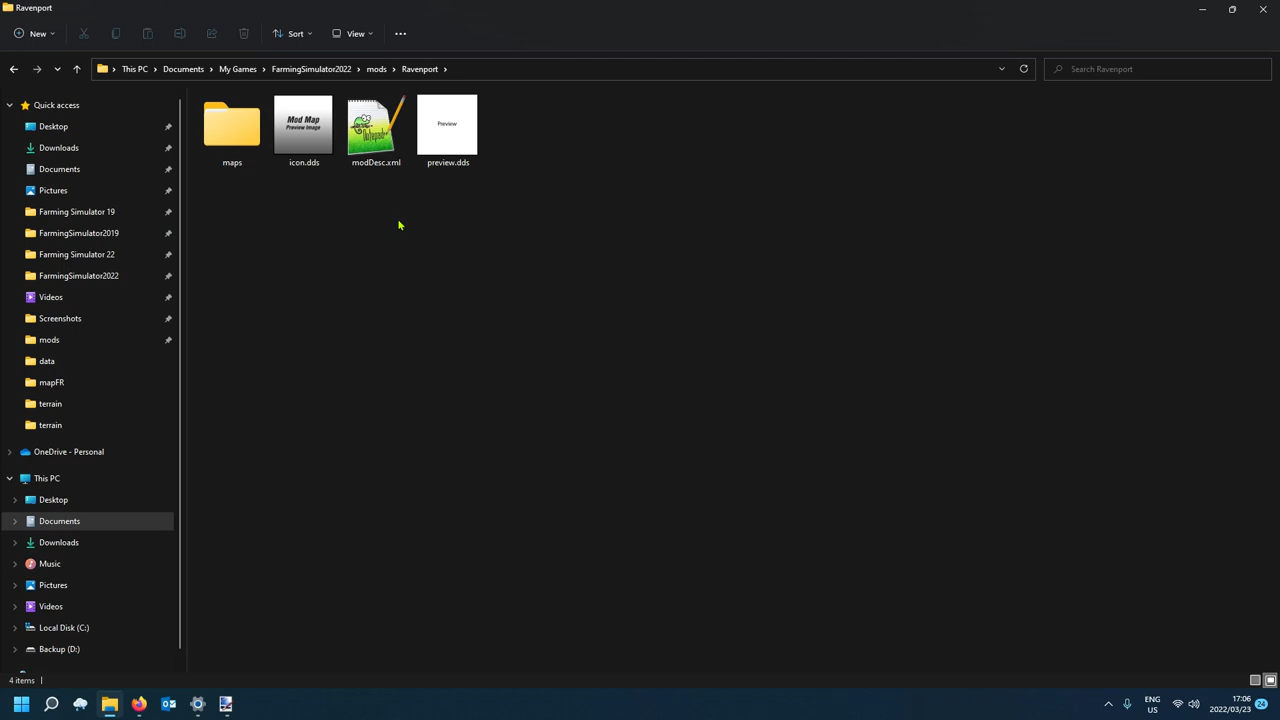 Ravenport
New
Sort
View
This PC
Documents
My Games
FarmingSimulator2022
mods
Ravenport
Search Ravenport
Quick access
Desktop
Downloads
Documents
Pictures
Farming Simulator 19
FarmingSimulator2019
Farming Simulator 22
FarmingSimulator2022
Videos
Screenshots
mods
data
mapFR
terrain
terrain
OneDrive - Personal
This PC
Desktop
Documents
Downloads
Music
Pictures
Videos
Local Disk (C:)
Backup (D:)
Mod Map
Preview Image
Preview
maps
icon.dds
modDesc.xml
preview.dds
4 items
ENG
US
17:06
2022/03/23
24